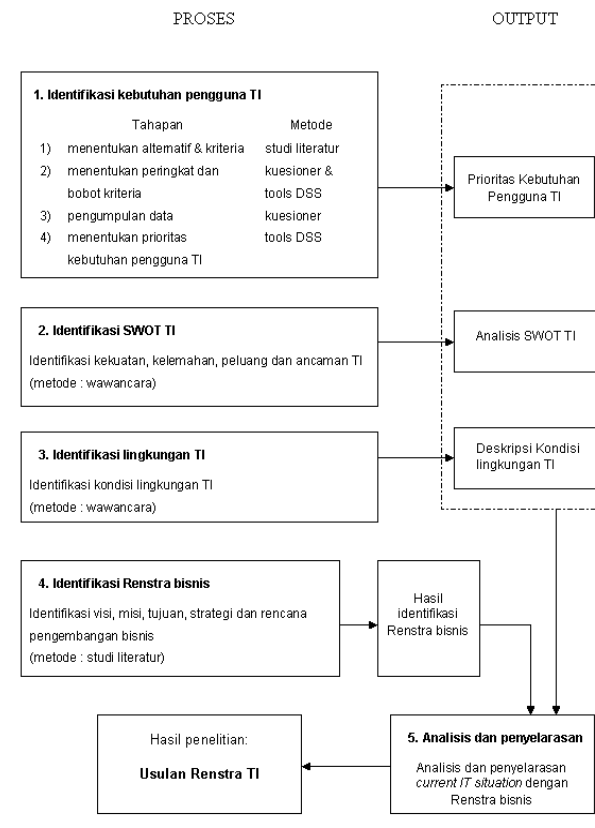 PROSES
OUTPUT
1. Identifikasi kebutuhan pengguna TI
Tahapan Metode
1) menentukan alternatif & kriteria studi literatur
2) menentukan peringkat dan kuesioner &
bobot kriteria tools DSS
3) pengumpulan data kuesioner
4) menentukan prioritas tools DSS
kebutuhan pengguna TI
Prioritas Kebutuhan
Pengguna TI
2. Identifikasi SWOT TI
Identifikasi kekuatan, kelemahan, peluang dan ancaman TI
(metode : wawancara)
Analisis SWOT TI
3. Identifikasi lingkungan TI
Identifikasi kondisi lingkungan TI
(metode : wawancara)
Deskripsi Kondisi
lingkungan TI
4. Identifikasi Renstra bisnis
Identifikasi visi, misi, tujuan, strategi dan rencana
pengembangan bisnis
(metode : studi literatur)
Hasil
identifikasi
Renstra bisnis
5. Analisis dan penyelarasan
Analisis dan penyelarasan
current IT situation dengan
Renstra bisnis
Hasil penelitian:
Usulan Renstra TI